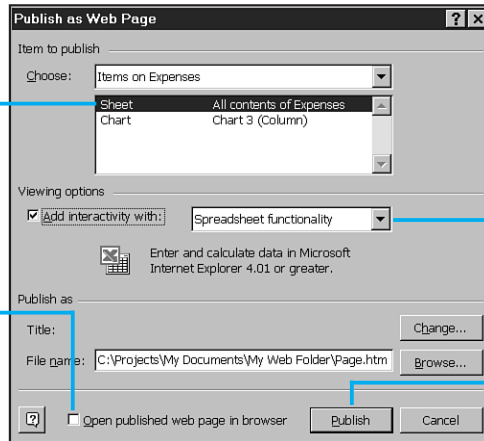 Publish as Web Page
Item to publish
Choose: Items on Expenses
Sheet All contents of Expenses
Chart Chart 3 (Column)
Viewing options
Add interactivity with: Spreadsheet functionality
Enter and calculate data in Microsoft
Internet Explorer 4.01 or greater.
Publish as
Title: Change...
File name: C:\Projects\My Documents\My Web Folder\Page.htm Browse...
Open published web page in browser Publish Cancel